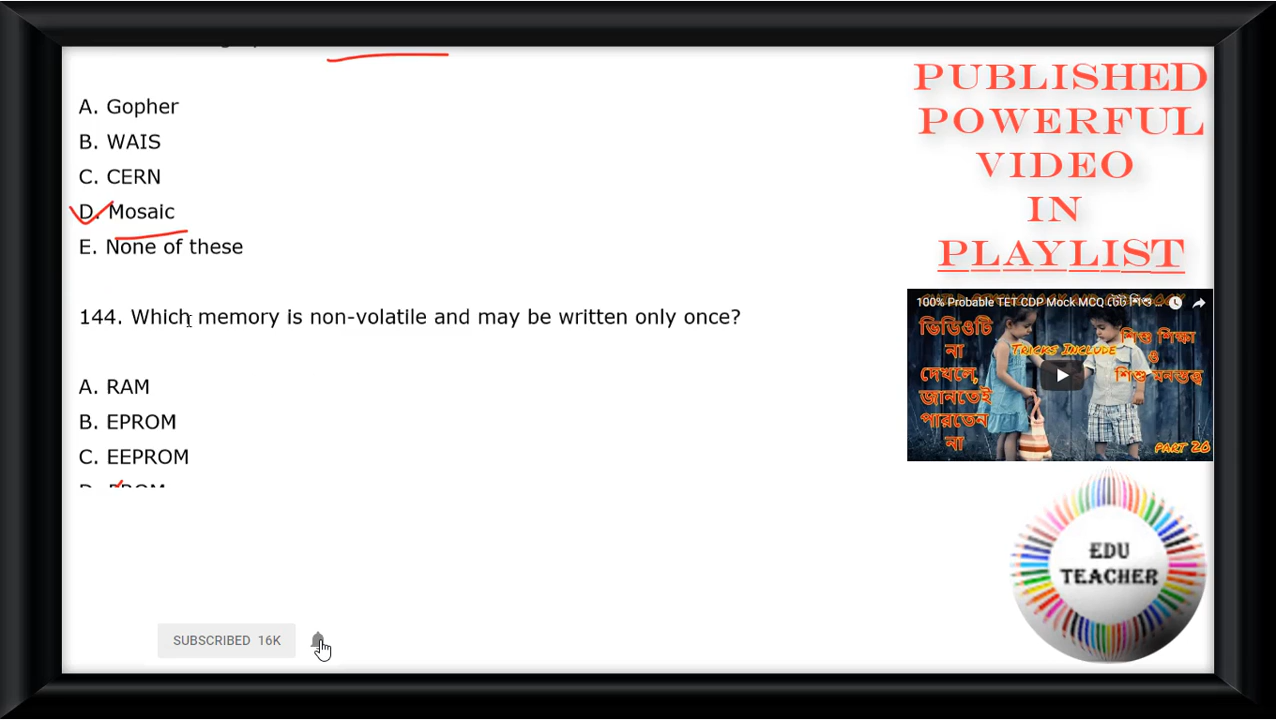 A. Gopher
B. WAIS
C. CERN
D. Mosaic
E. None of these
144. Which memory is non-volatile and may be written only once?
A. RAM
B. EPROM
C. EEPROM
SUBSCRIBED 16K
PUBLISHED
POWERFUL
VIDEO
IN
PLAYLIST
100% Probable TET CDP Mock MCQ
ভিডিওটি
না
দেখলে,
জানতেই
পারতেন
না
TRICKS INCLUDE
শিশু শিক্ষা
ও
শিশু মনস্তত্ত্ব
PART 26
EDU
TEACHER